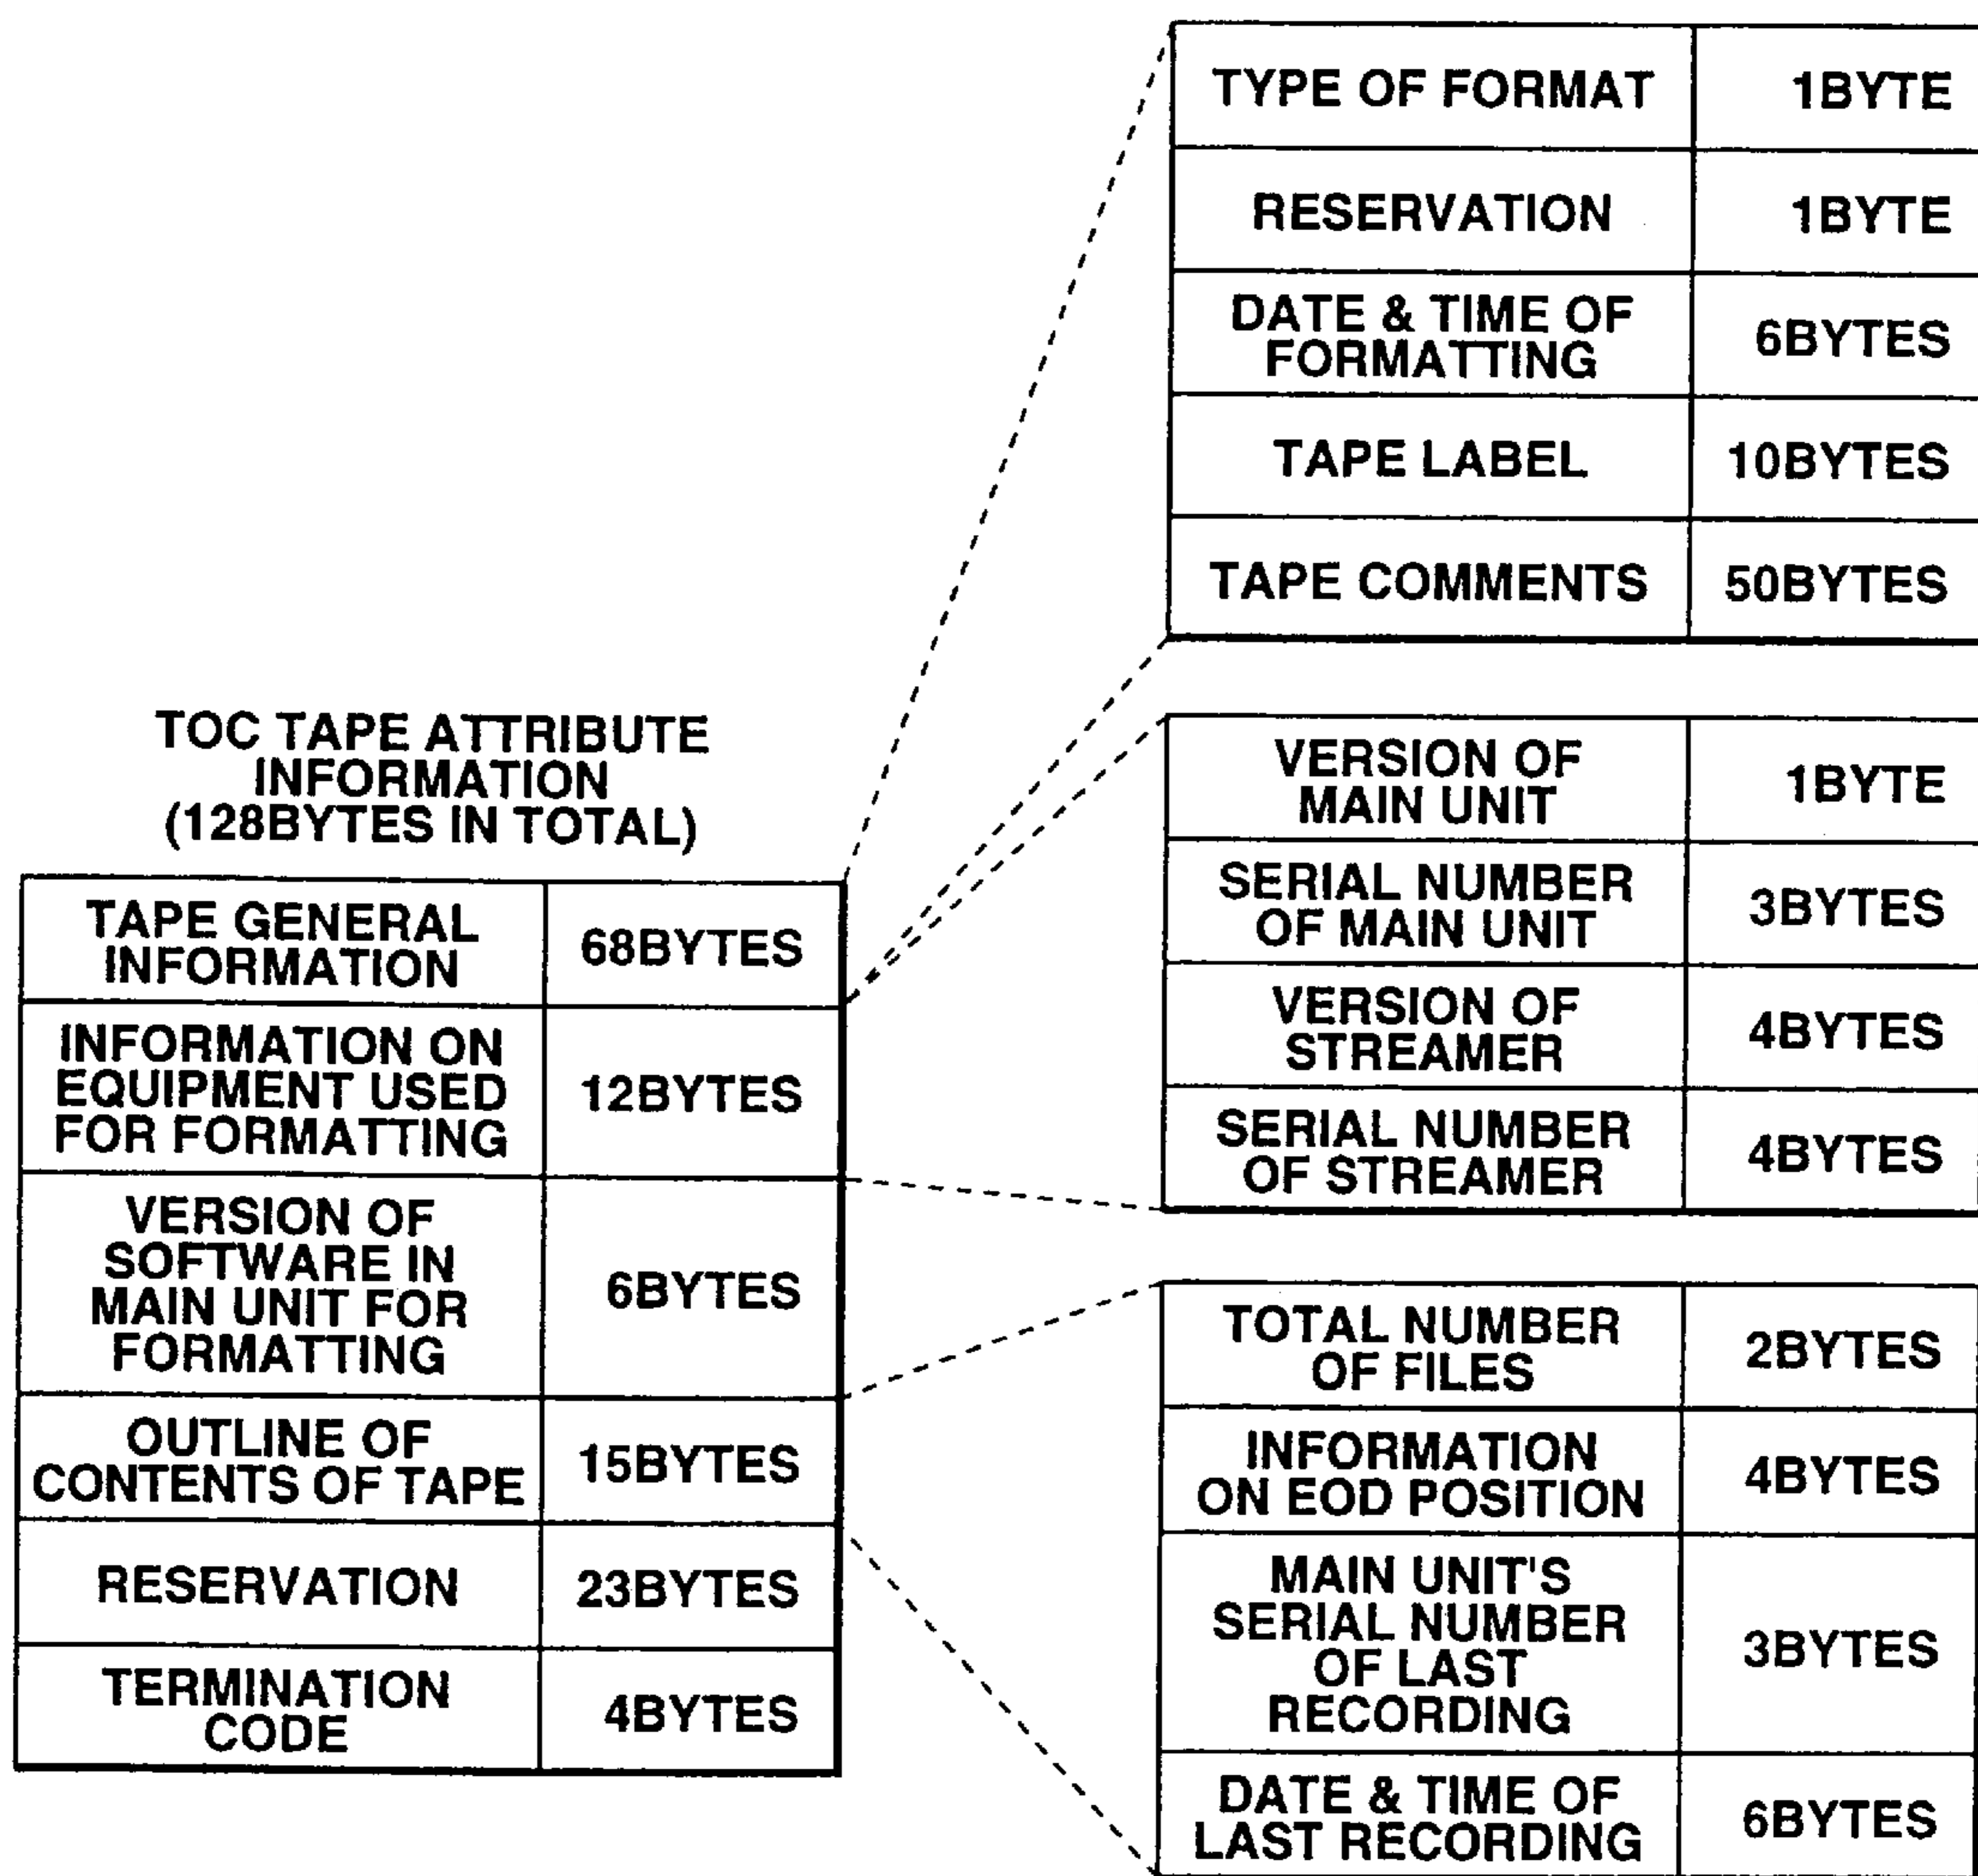 TYPE OF FORMAT 1BYTE
RESERVATION 1BYTE
DATE & TIME OF
FORMATTING 6BYTES
TAPE LABEL 10BYTES
TAPE COMMENTS 50BYTES
TOC TAPE ATTRIBUTE
INFORMATION
(128BYTES IN TOTAL)
TAPE GENERAL
INFORMATION 68BYTES
INFORMATION ON
EQUIPMENT USED
FOR FORMATTING 12BYTES
VERSION OF
SOFTWARE IN
MAIN UNIT FOR
FORMATTING 6BYTES
OUTLINE OF
CONTENTS OF TAPE 15BYTES
RESERVATION 23BYTES
TERMINATION
CODE 4BYTES
VERSION OF
MAIN UNIT 1BYTE
SERIAL NUMBER
OF MAIN UNIT 3BYTES
VERSION OF
STREAMER 4BYTES
SERIAL NUMBER
OF STREAMER 4BYTES
TOTAL NUMBER
OF FILES 2BYTES
INFORMATION
ON EOD POSITION 4BYTES
MAIN UNIT'S
SERIAL NUMBER
OF LAST
RECORDING 3BYTES
DATE & TIME OF
LAST RECORDING 6BYTES